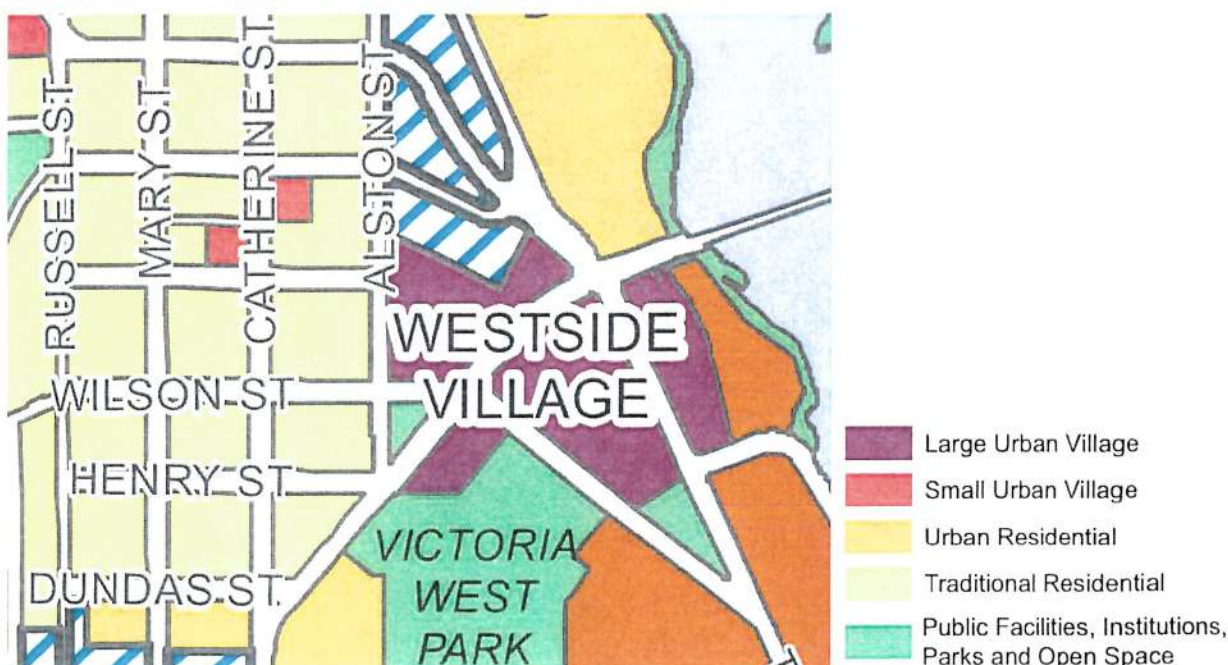 RUSSELL ST
MARY ST
CATHERINE ST.
ALSTON ST
WESTSIDE
VILLAGE
WILSON ST
HENRY ST
DUNDAS ST.
VICTORIA
WEST
PARK
Large Urban Village
Small Urban Village
Urban Residential
Traditional Residential
Public Facilities, Institutions,
Parks and Open Space